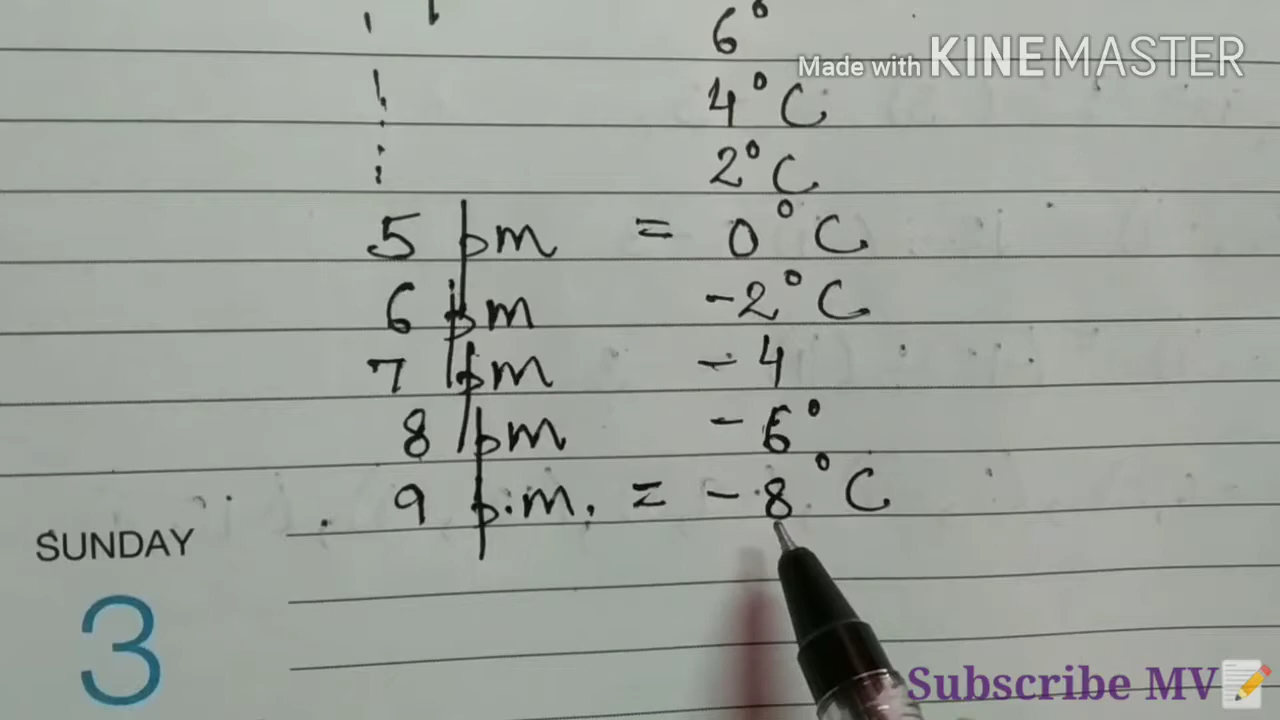 6°
Made with KINEMASTER
4° C
2° C
5 pm = 0° C
6 pm -2° C
7 pm - 4
8 pm - 6°
9 p.m. = - 8° C
SUNDAY
3
Subscribe MV